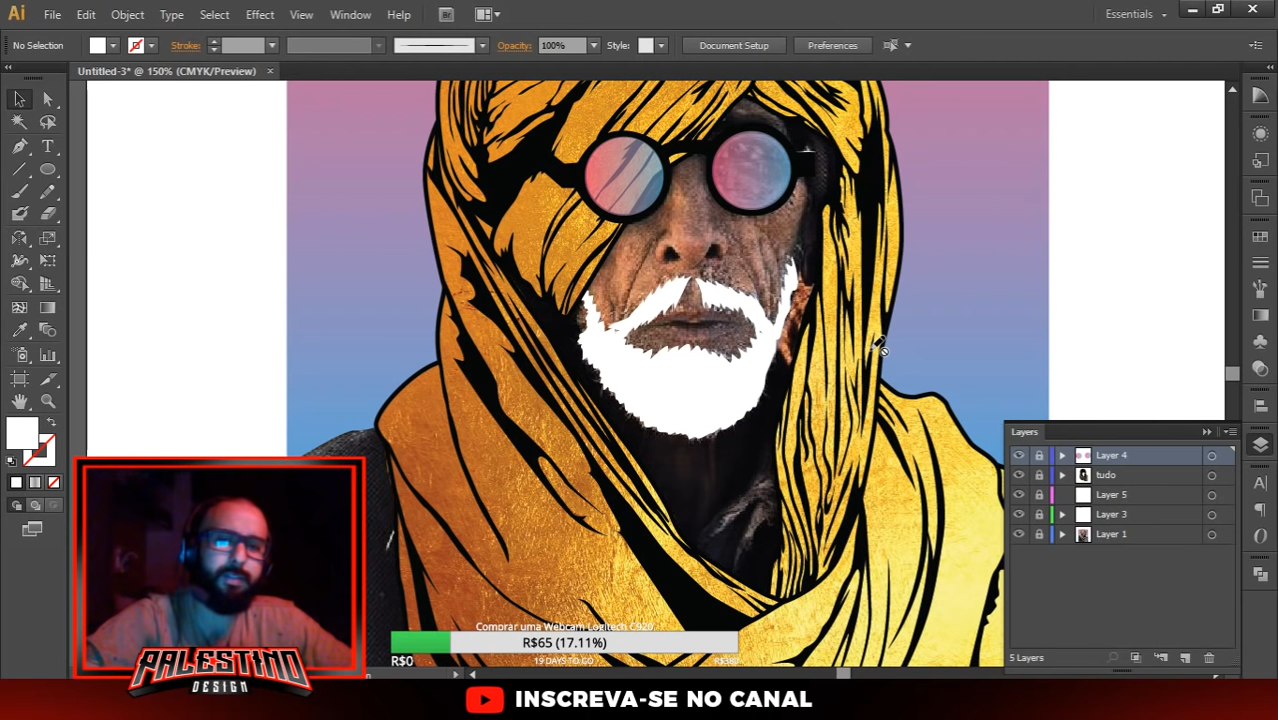 Ai File Edit Object Type Select Effect View Window Help Br Essentials
No Selection Stroke: Opacity: 100% Style: Document Setup Preferences
Untitled-3* @ 150% (CMYK/Preview)
Layers
Layer 4
tudo
Layer 5
Layer 3
Layer 1
5 Layers
Comprar uma Webcam Logitech C920
R$65 (17.11%)
R$0 19 DAYS TO GO R$380
PALESTINO
DESIGN
INSCREVA-SE NO CANAL